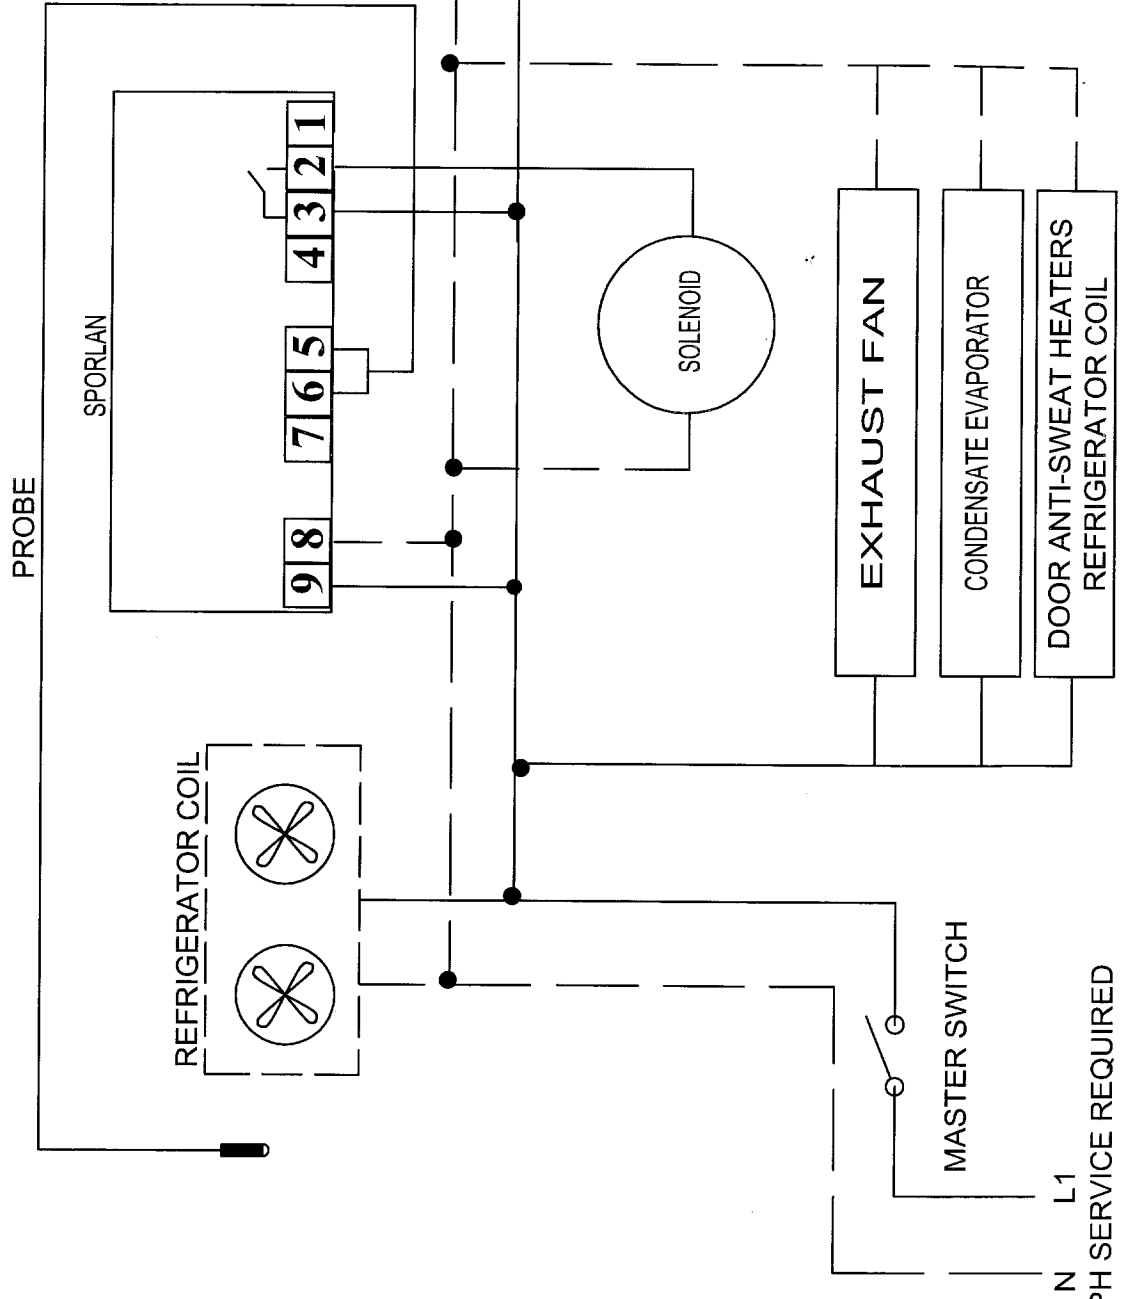 PROBE
SPORLAN
1
2
3
4
5
6
7
8
9
SOLENOID
EXHAUST FAN
CONDENSATE EVAPORATOR
DOOR ANTI-SWEAT HEATERS
REFRIGERATOR COIL
REFRIGERATOR COIL
MASTER SWITCH
N L1
PH SERVICE REQUIRED